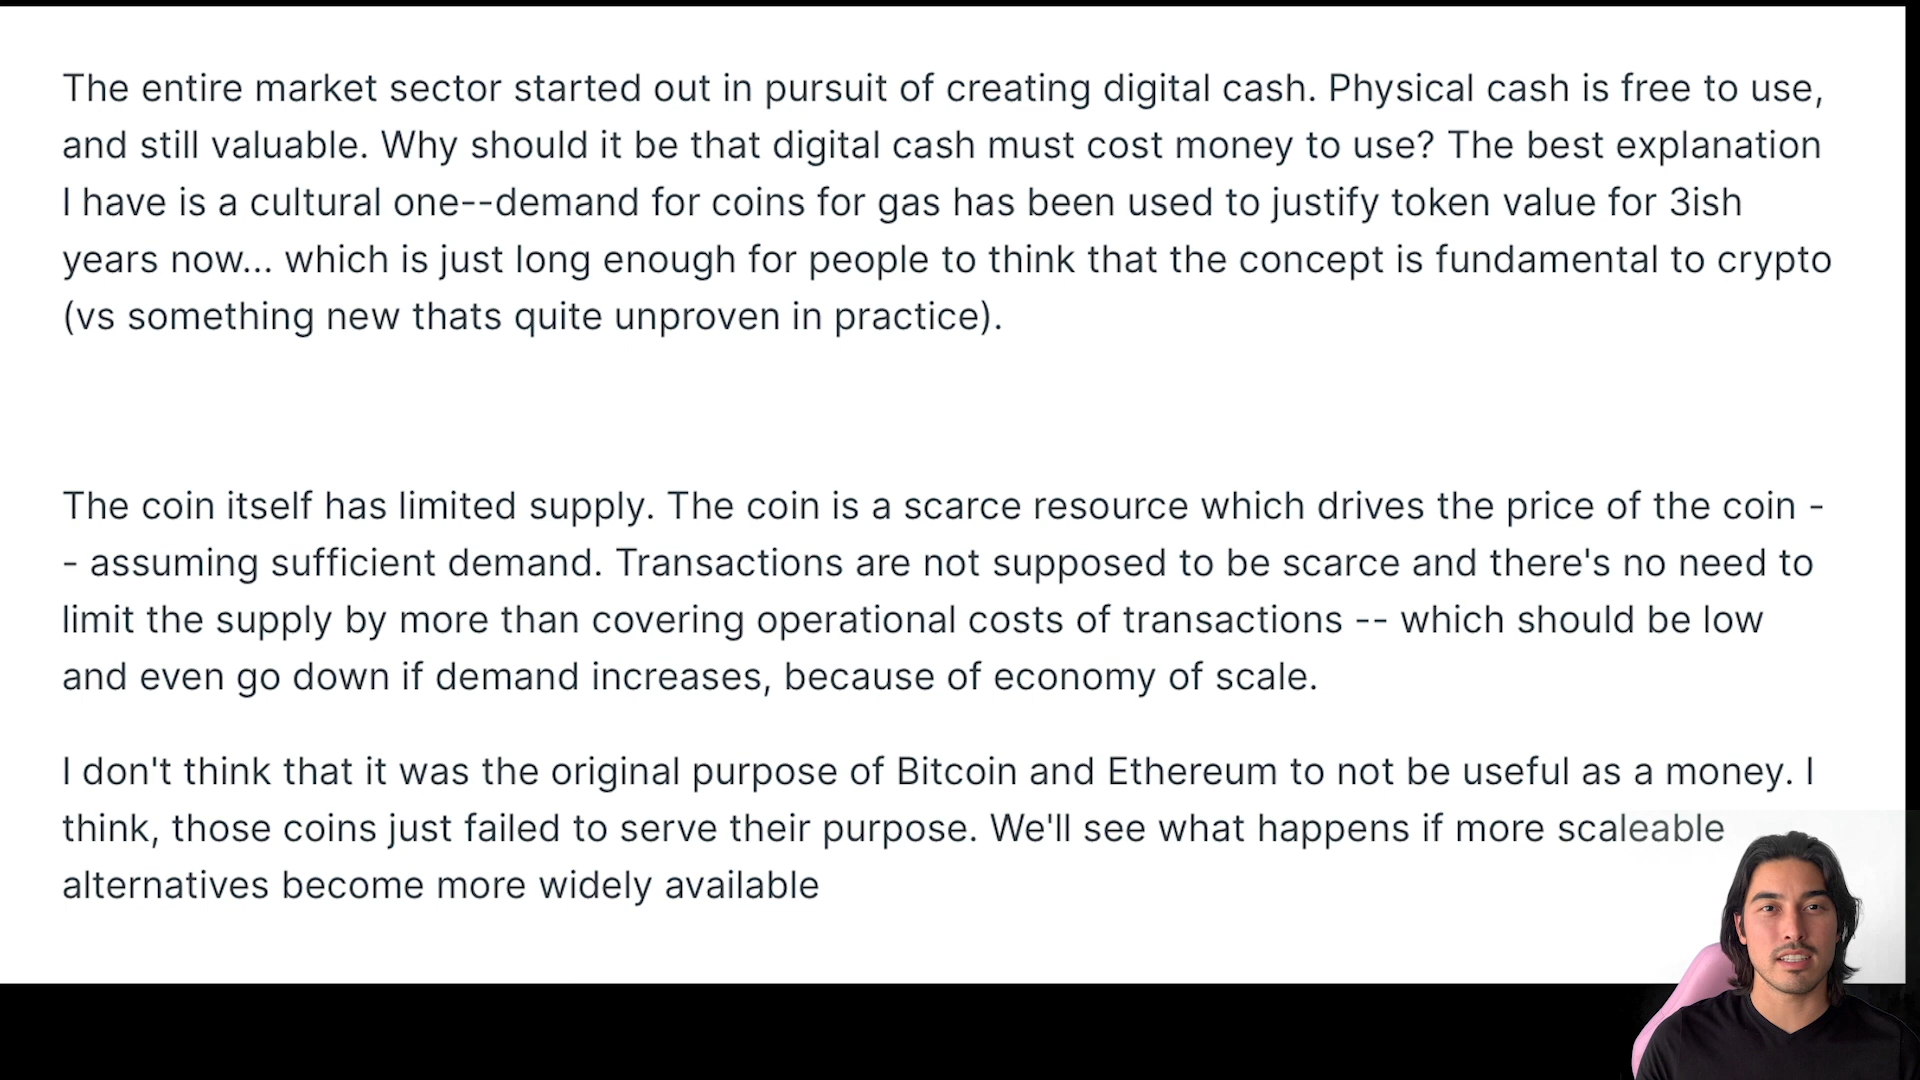 The entire market sector started out in pursuit of creating digital cash. Physical cash is free to use,
and still valuable. Why should it be that digital cash must cost money to use? The best explanation
I have is a cultural one--demand for coins for gas has been used to justify token value for 3ish
years now... which is just long enough for people to think that the concept is fundamental to crypto
(vs something new thats quite unproven in practice).
The coin itself has limited supply. The coin is a scarce resource which drives the price of the coin -
- assuming sufficient demand. Transactions are not supposed to be scarce and there's no need to
limit the supply by more than covering operational costs of transactions -- which should be low
and even go down if demand increases, because of economy of scale.
I don't think that it was the original purpose of Bitcoin and Ethereum to not be useful as a money. I
think, those coins just failed to serve their purpose. We'll see what happens if more scaleable
alternatives become more widely available